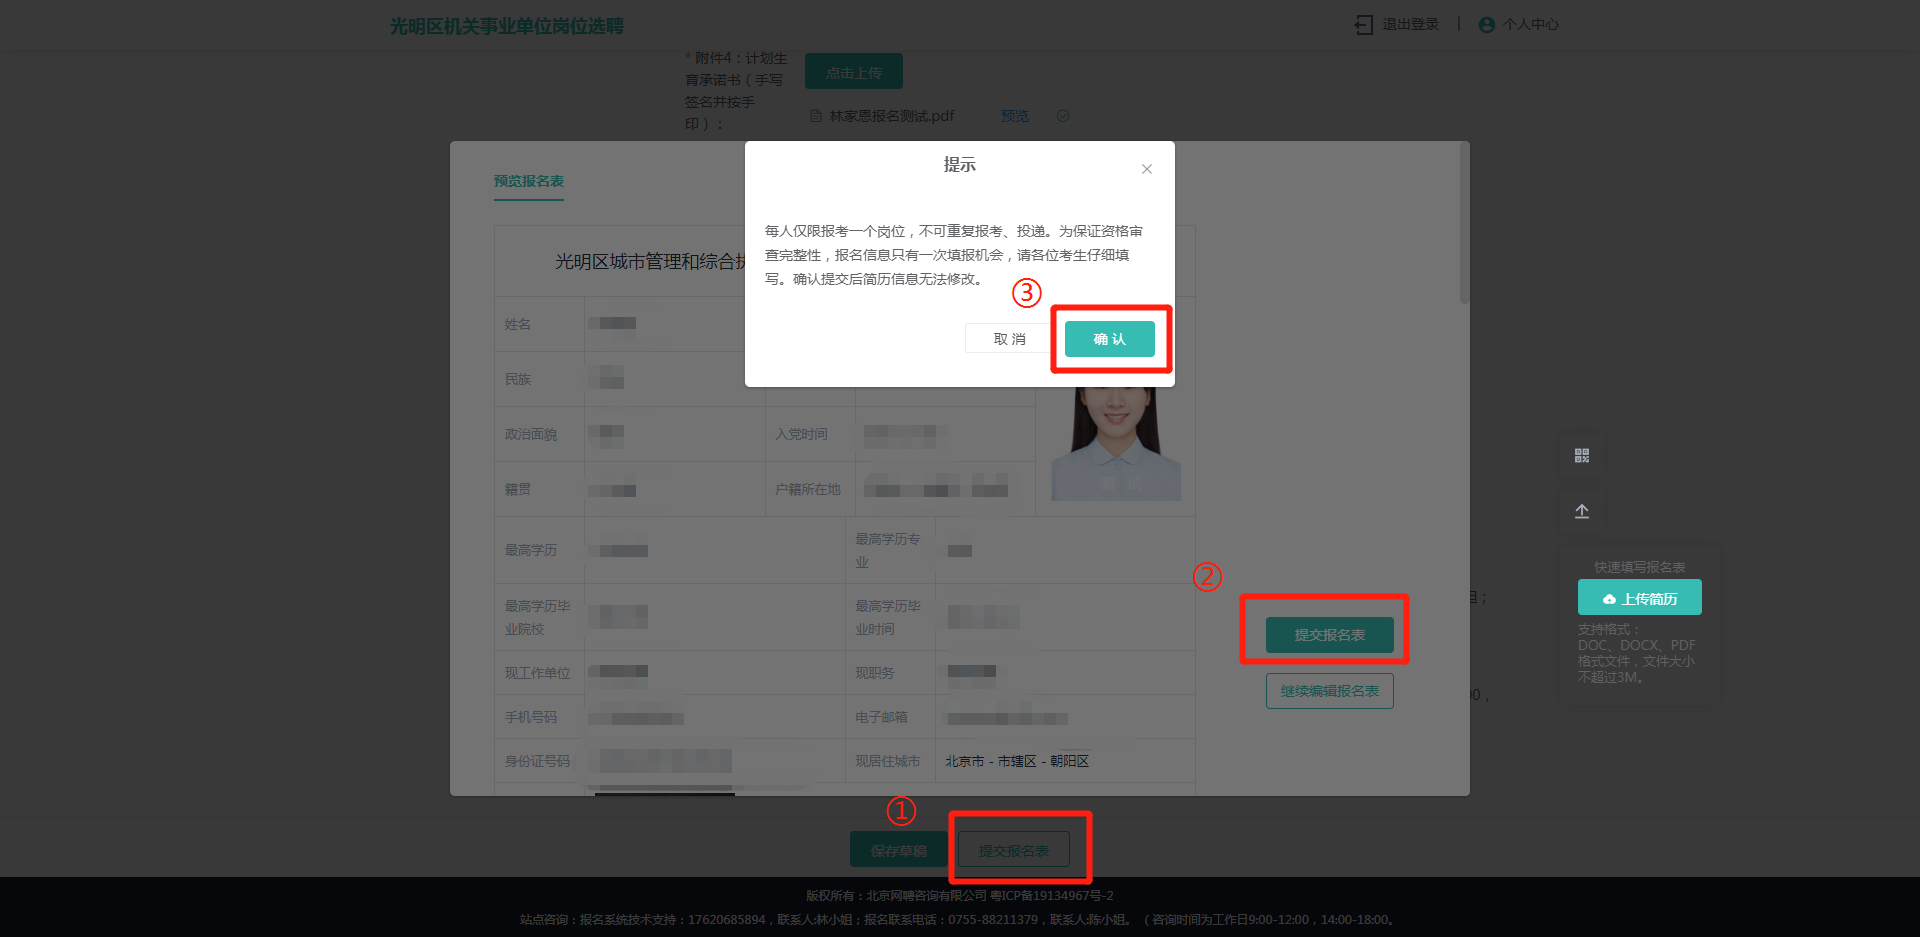 光明区机关事业单位岗位选聘
退出登录 | 个人中心
* 附件4：计划生
育承诺书（手写
签名并按手
印）：
点击上传
林家恩报名测试.pdf 预览
预览报名表
光明区城市管理和综合执
提示
每人仅限报考一个岗位，不可重复报考、投递。为保证资格审
查完整性，报名信息只有一次填报机会，请各位考生仔细填
写。确认提交后简历信息无法修改。
③
取 消
确 认
姓名
民族
政治面貌
入党时间
籍贯
户籍所在地
测 试
最高学历
最高学历专
业
最高学历毕
业院校
最高学历毕
业时间
现工作单位
现职务
手机号码
电子邮箱
身份证号码
现居住城市
北京市 - 市辖区 - 朝阳区
②
提交报名表
继续编辑报名表
快速填写报名表
上传简历
支持格式：
DOC、DOCX、PDF
格式文件，文件大小
不超过3M。
①
保存草稿
提交报名表
版权所有：北京网聘咨询有限公司 粤ICP备19134967号-2
站点咨询：报名系统技术支持：17620685894，联系人:林小姐；报名联系电话：0755-88211379，联系人:陈小姐。（咨询时间为工作日9:00-12:00，14:00-18:00。